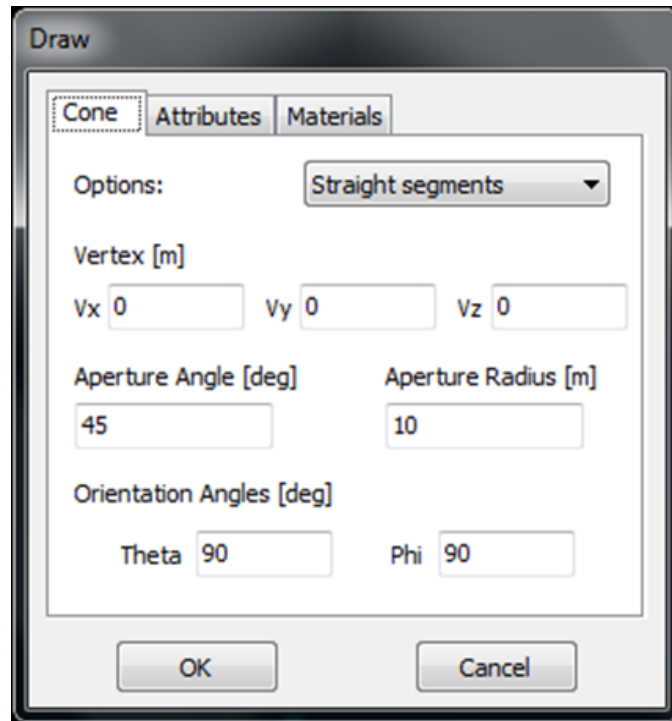 Draw
Cone Attributes Materials
Options: Straight segments
Vertex [m]
Vx 0 Vy 0 Vz 0
Aperture Angle [deg] Aperture Radius [m]
45 10
Orientation Angles [deg]
Theta 90 Phi 90
OK Cancel